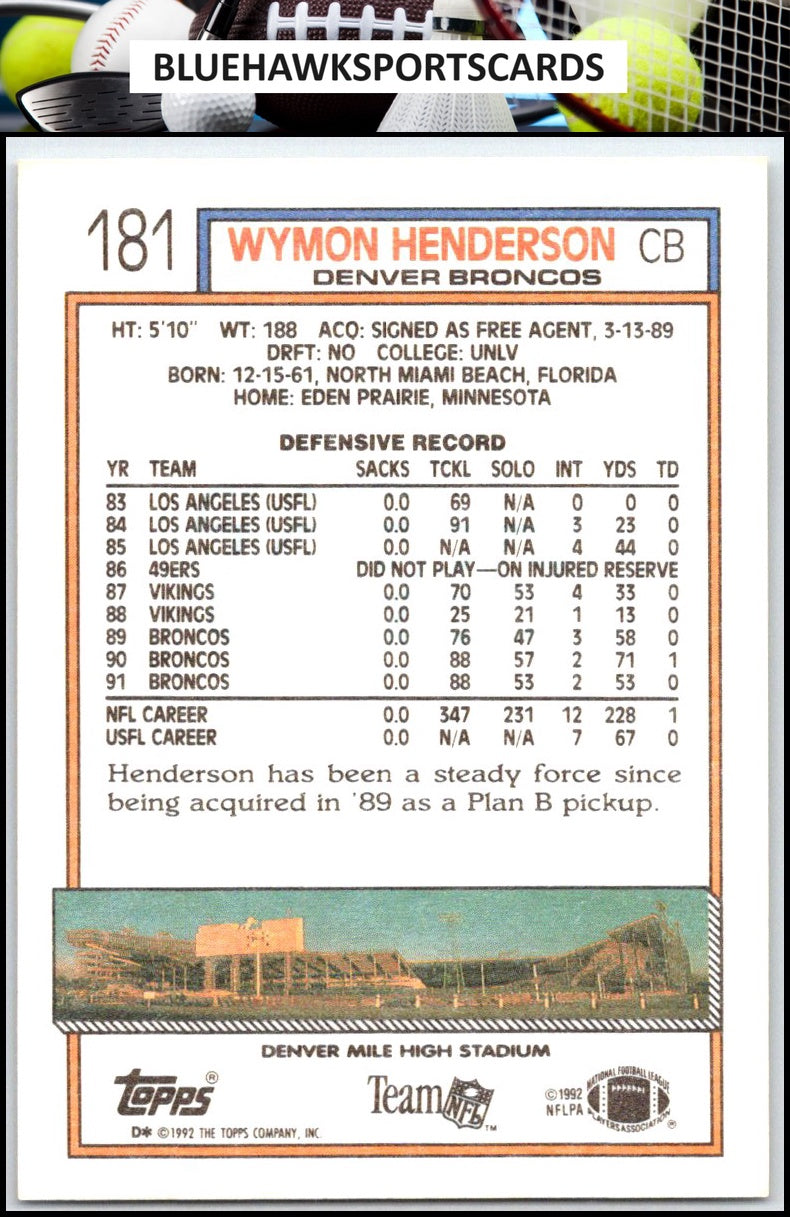 BLUEHAWKSPORTSCARDS
181 WYMON HENDERSON CB
DENVER BRONCOS
HT: 5'10" WT: 188 ACQ: SIGNED AS FREE AGENT, 3-13-89
DRFT: NO COLLEGE: UNLV
BORN: 12-15-61, NORTH MIAMI BEACH, FLORIDA
HOME: EDEN PRAIRIE, MINNESOTA
DEFENSIVE RECORD
YR TEAM SACKS TCKL SOLO INT YDS TD
83 LOS ANGELES (USFL) 0.0 69 N/A 0 0 0
84 LOS ANGELES (USFL) 0.0 91 N/A 3 23 0
85 LOS ANGELES (USFL) 0.0 N/A N/A 4 44 0
86 49ERS DID NOT PLAY—ON INJURED RESERVE
87 VIKINGS 0.0 70 53 4 33 0
88 VIKINGS 0.0 25 21 1 13 0
89 BRONCOS 0.0 76 47 3 58 0
90 BRONCOS 0.0 88 57 2 71 1
91 BRONCOS 0.0 88 53 2 53 0
NFL CAREER 0.0 347 231 12 228 1
USFL CAREER 0.0 N/A N/A 7 67 0
Henderson has been a steady force since
being acquired in '89 as a Plan B pickup.
DENVER MILE HIGH STADIUM
TOPPS®
Team NFL™
©1992
NFLPA
NATIONAL FOOTBALL LEAGUE
PLAYERS ASSOCIATION ®
D* ©1992 THE TOPPS COMPANY, INC.